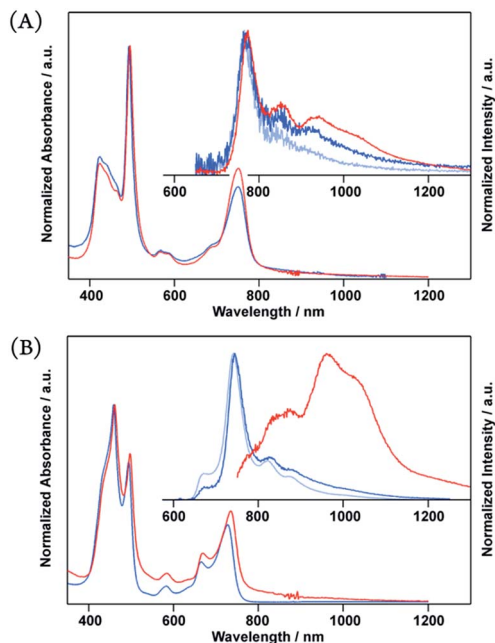 (A)
Normalized Absorbance / a.u.
Normalized Intensity / a.u.
600 800 1000 1200
400 600 800 1000 1200
Wavelength / nm
(B)
Normalized Absorbance / a.u.
Normalized Intensity / a.u.
600 800 1000 1200
400 600 800 1000 1200
Wavelength / nm